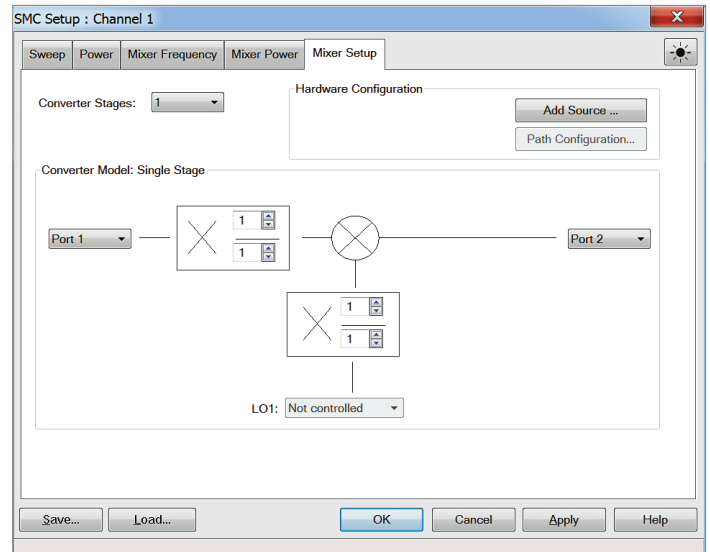 SMC Setup : Channel 1
X
Sweep Power Mixer Frequency Mixer Power Mixer Setup
Converter Stages: 1
Hardware Configuration
Add Source ...
Path Configuration...
Converter Model: Single Stage
Port 1
1
1
Port 2
1
1
LO1: Not controlled
Save... Load... OK Cancel Apply Help